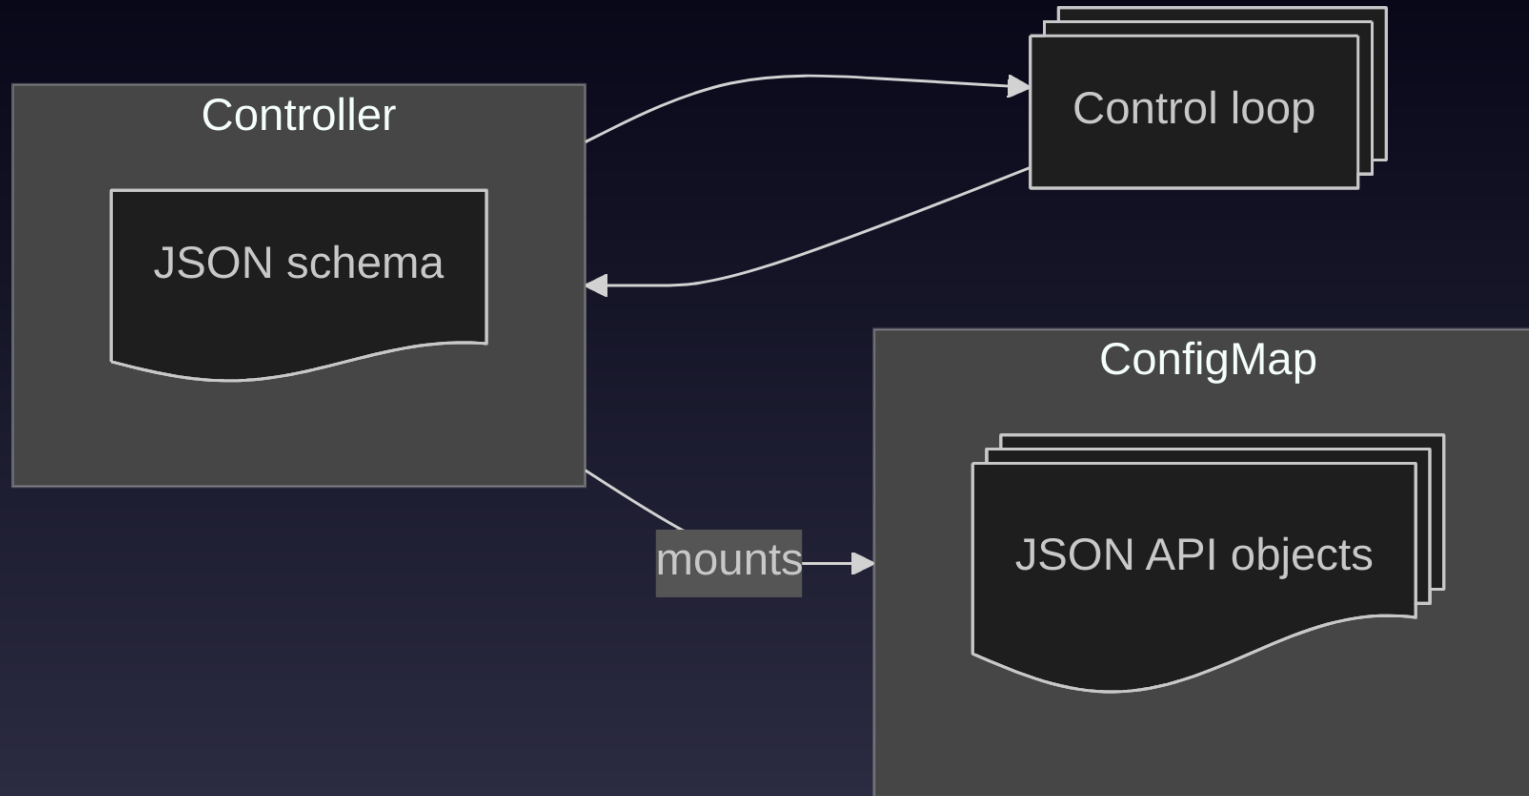 Controller
JSON schema
Control loop
mounts
ConfigMap
JSON API objects